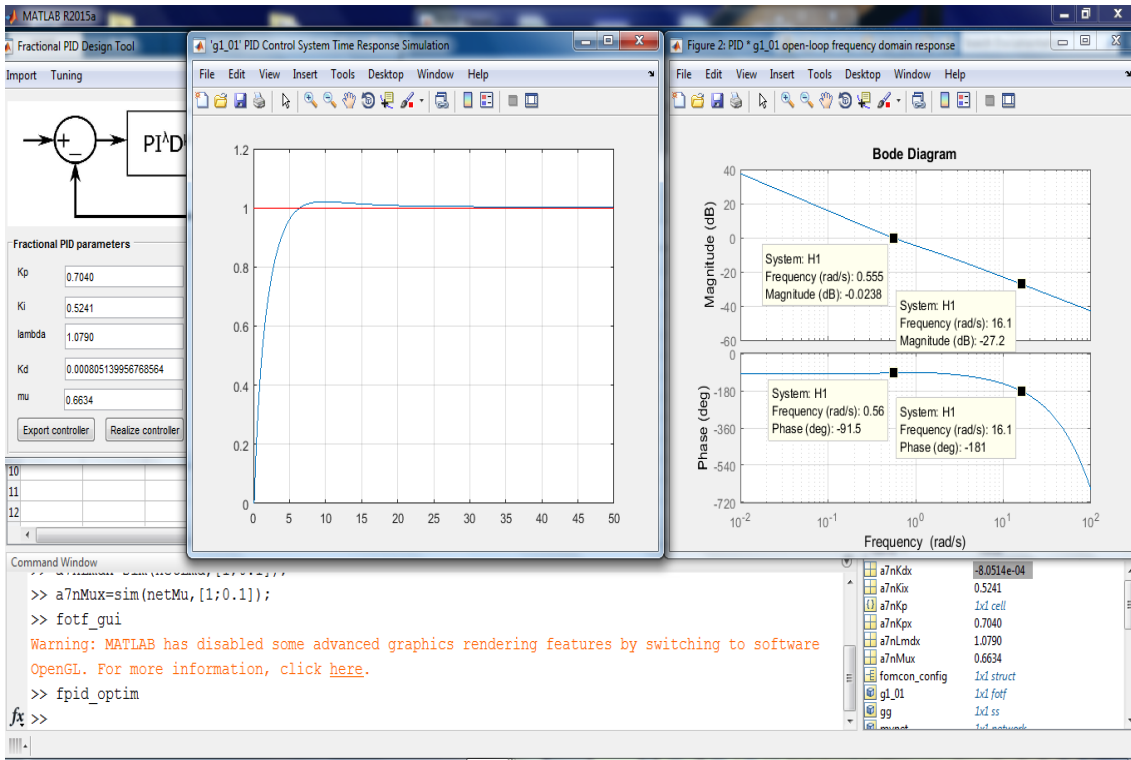 MATLAB R2015a
Fractional PID Design Tool
Import Tuning
+
−
PIλD
Fractional PID parameters
Kp 0.7040
Ki 0.5241
lambda 1.0790
Kd 0.000805139956768564
mu 0.6634
Export controller Realize controller
10
11
12
'g1_01' PID Control System Time Response Simulation
File Edit View Insert Tools Desktop Window Help
1.2
1
0.8
0.6
0.4
0.2
0
0 5 10 15 20 25 30 35 40 45 50
Figure 2: PID * g1_01 open-loop frequency domain response
File Edit View Insert Tools Desktop Window Help
Bode Diagram
Magnitude (dB)
40
20
0
-20
-40
-60
System: H1
Frequency (rad/s): 0.555
Magnitude (dB): -0.0238
System: H1
Frequency (rad/s): 16.1
Magnitude (dB): -27.2
Phase (deg)
0
-180
-360
-540
-720
System: H1
Frequency (rad/s): 0.56
Phase (deg): -91.5
System: H1
Frequency (rad/s): 16.1
Phase (deg): -181
10-2 10-1 100 101 102
Frequency (rad/s)
Command Window
>> a7nMux=sim(netMu,[1;0.1]);
>> fotf_gui
Warning: MATLAB has disabled some advanced graphics rendering features by switching to software
OpenGL. For more information, click here.
>> fpid_optim
fx >>
a7nKdx -8.0514e-04
a7nKix 0.5241
a7nKp 1x1 cell
a7nKpx 0.7040
a7nLmdx 1.0790
a7nMux 0.6634
fomcon_config 1x1 struct
g1_01 1x1 fotf
gg 1x1 ss
1x1 network